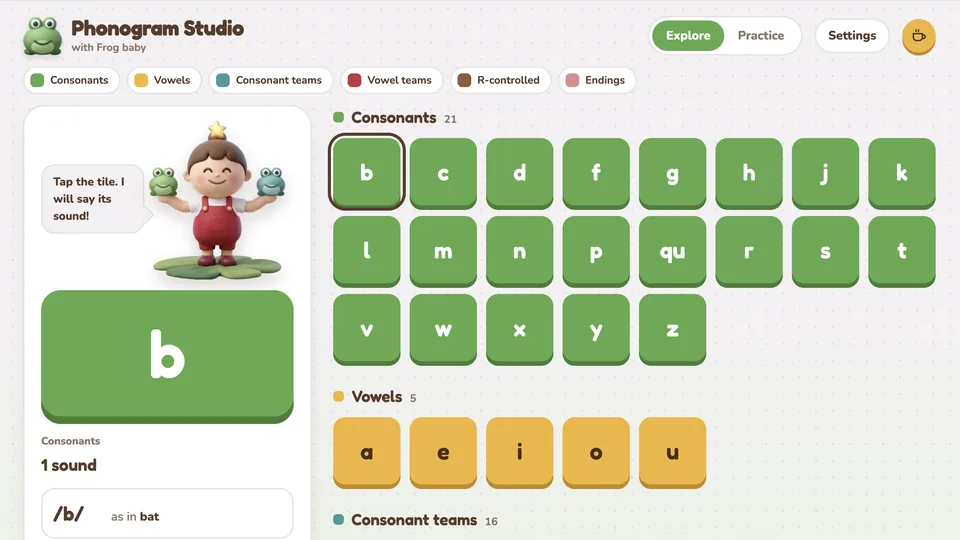 Phonogram Studio
with Frog baby
Explore
Practice
Settings
Consonants
Vowels
Consonant teams
Vowel teams
R-controlled
Endings
Tap the tile. I
will say its
sound!
b
Consonants
1 sound
/b/ as in bat
Consonants 21
b c d f g h j k
l m n p qu r s t
v w x y z
Vowels 5
a e i o u
Consonant teams 16